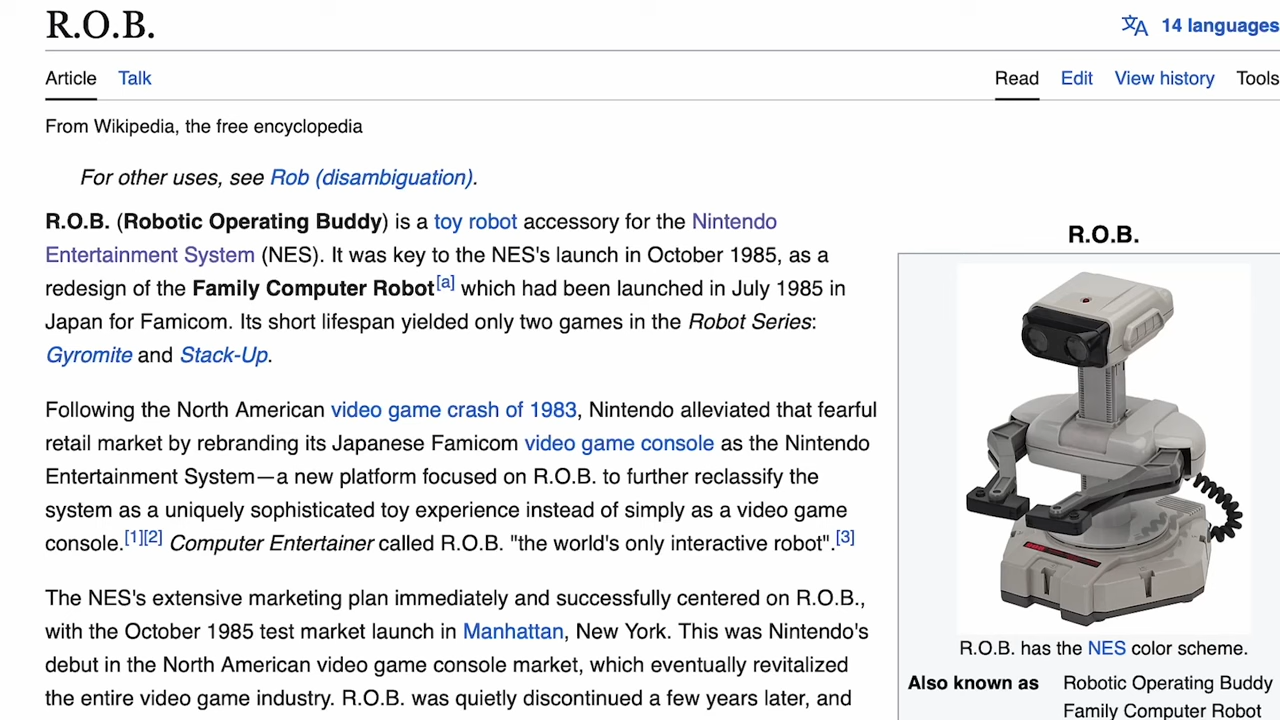 R.O.B.
14 languages
Article Talk
Read Edit View history Tools
From Wikipedia, the free encyclopedia
For other uses, see Rob (disambiguation).
R.O.B. (Robotic Operating Buddy) is a toy robot accessory for the Nintendo
Entertainment System (NES). It was key to the NES's launch in October 1985, as a
redesign of the Family Computer Robot[a] which had been launched in July 1985 in
Japan for Famicom. Its short lifespan yielded only two games in the Robot Series:
Gyromite and Stack-Up.
Following the North American video game crash of 1983, Nintendo alleviated that fearful
retail market by rebranding its Japanese Famicom video game console as the Nintendo
Entertainment System—a new platform focused on R.O.B. to further reclassify the
system as a uniquely sophisticated toy experience instead of simply as a video game
console.[1][2] Computer Entertainer called R.O.B. "the world's only interactive robot".[3]
The NES's extensive marketing plan immediately and successfully centered on R.O.B.,
with the October 1985 test market launch in Manhattan, New York. This was Nintendo's
debut in the North American video game console market, which eventually revitalized
the entire video game industry. R.O.B. was quietly discontinued a few years later, and
R.O.B.
R.O.B. has the NES color scheme.
Also known as Robotic Operating Buddy
Family Computer Robot